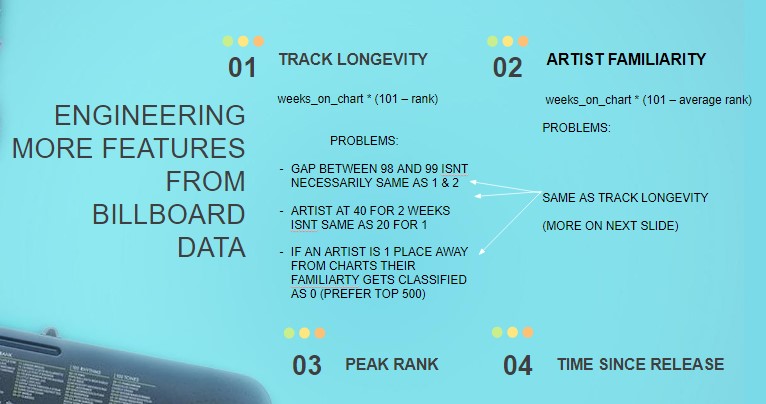 ENGINEERING
MORE FEATURES
FROM
BILLBOARD
DATA
01
TRACK LONGEVITY
weeks_on_chart * (101 – rank)
PROBLEMS:
- GAP BETWEEN 98 AND 99 ISNT
NECESSARILY SAME AS 1 & 2
- ARTIST AT 40 FOR 2 WEEKS
ISNT SAME AS 20 FOR 1
- IF AN ARTIST IS 1 PLACE AWAY
FROM CHARTS THEIR
FAMILIARTY GETS CLASSIFIED
AS 0 (PREFER TOP 500)
02
ARTIST FAMILIARITY
weeks_on_chart * (101 – average rank)
PROBLEMS:
SAME AS TRACK LONGEVITY
(MORE ON NEXT SLIDE)
03
PEAK RANK
04
TIME SINCE RELEASE